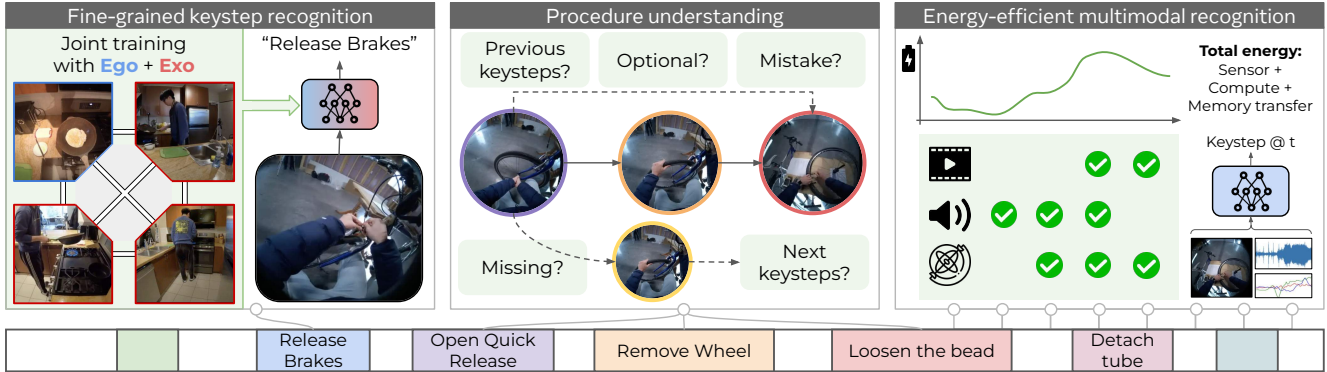 Fine-grained keystep recognition
Joint training
with Ego + Exo
“Release Brakes”
Procedure understanding
Previous
keysteps?
Optional?
Mistake?
Missing?
Next
keysteps?
Energy-efficient multimodal recognition
Total energy:
Sensor +
Compute +
Memory transfer
Keystep @ t
Release
Brakes
Open Quick
Release
Remove Wheel
Loosen the bead
Detach
tube